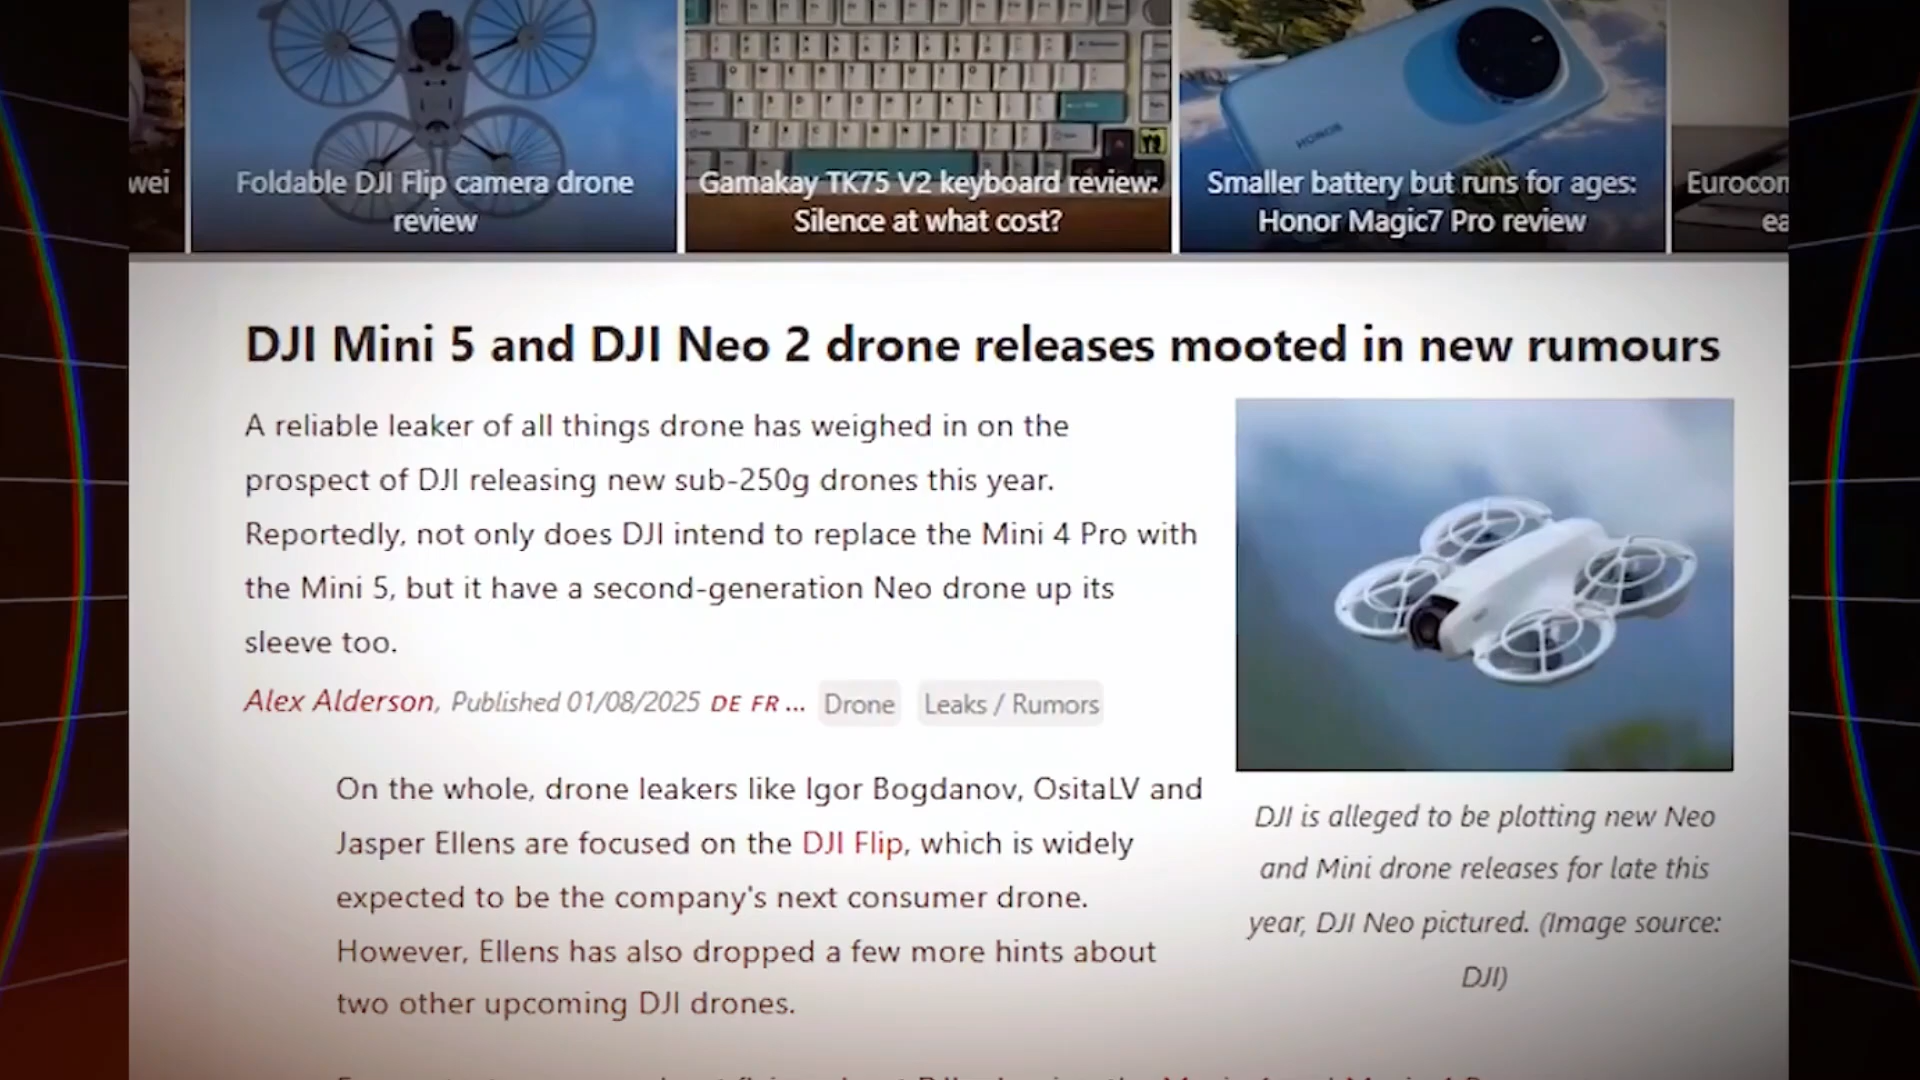 wei
Foldable DJI Flip camera drone
review
Gamakay TK75 V2 keyboard review:
Silence at what cost?
HONOR
Smaller battery but runs for ages:
Honor Magic7 Pro review
Eurocom
ea
DJI Mini 5 and DJI Neo 2 drone releases mooted in new rumours
A reliable leaker of all things drone has weighed in on the
prospect of DJI releasing new sub-250g drones this year.
Reportedly, not only does DJI intend to replace the Mini 4 Pro with
the Mini 5, but it have a second-generation Neo drone up its
sleeve too.
Alex Alderson, Published 01/08/2025 DE FR ... Drone Leaks / Rumors
On the whole, drone leakers like Igor Bogdanov, OsitaLV and
Jasper Ellens are focused on the DJI Flip, which is widely
expected to be the company's next consumer drone.
However, Ellens has also dropped a few more hints about
two other upcoming DJI drones.
DJI is alleged to be plotting new Neo
and Mini drone releases for late this
year, DJI Neo pictured. (Image source:
DJI)